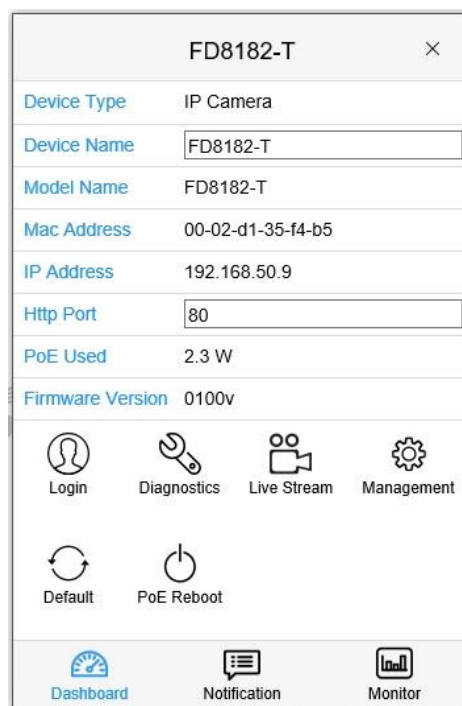 FD8182-T
Device Type IP Camera
Device Name FD8182-T
Model Name FD8182-T
Mac Address 00-02-d1-35-f4-b5
IP Address 192.168.50.9
Http Port 80
PoE Used 2.3 W
Firmware Version 0100v
Login Diagnostics Live Stream Management
Default PoE Reboot
Dashboard Notification Monitor